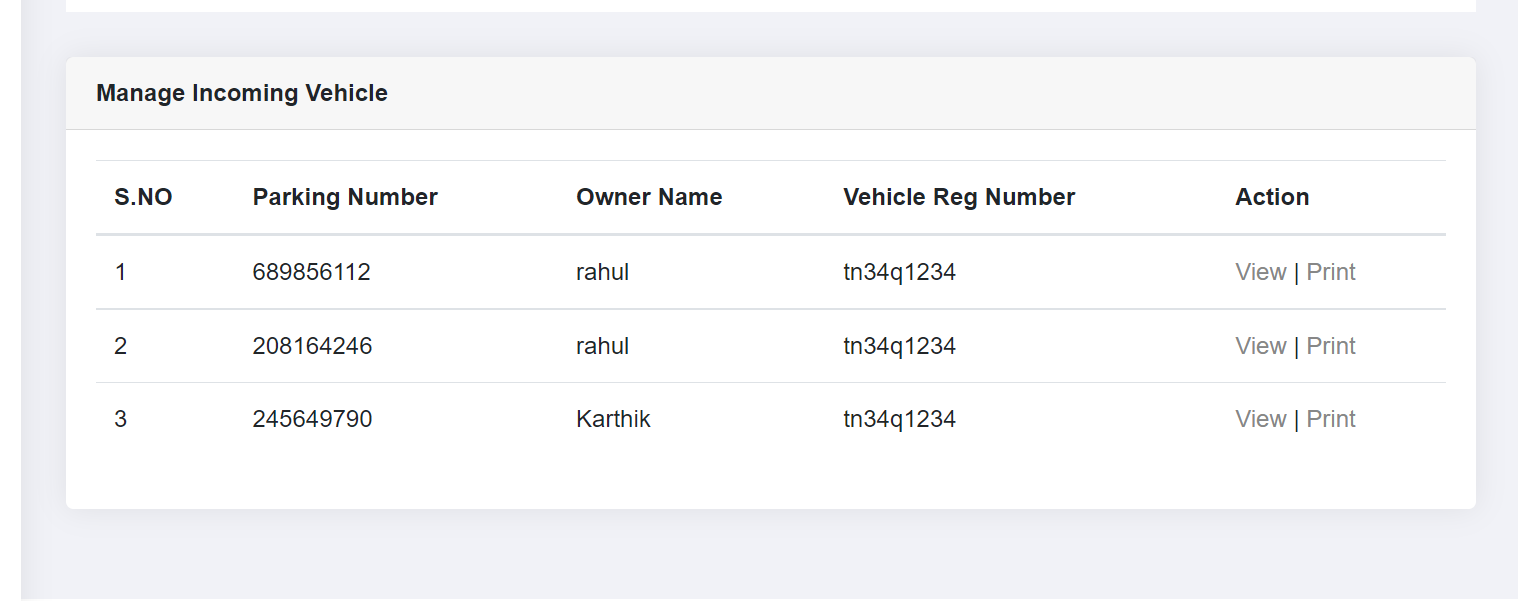 Manage Incoming Vehicle
S.NO Parking Number Owner Name Vehicle Reg Number Action
1 689856112 rahul tn34q1234 View | Print
2 208164246 rahul tn34q1234 View | Print
3 245649790 Karthik tn34q1234 View | Print